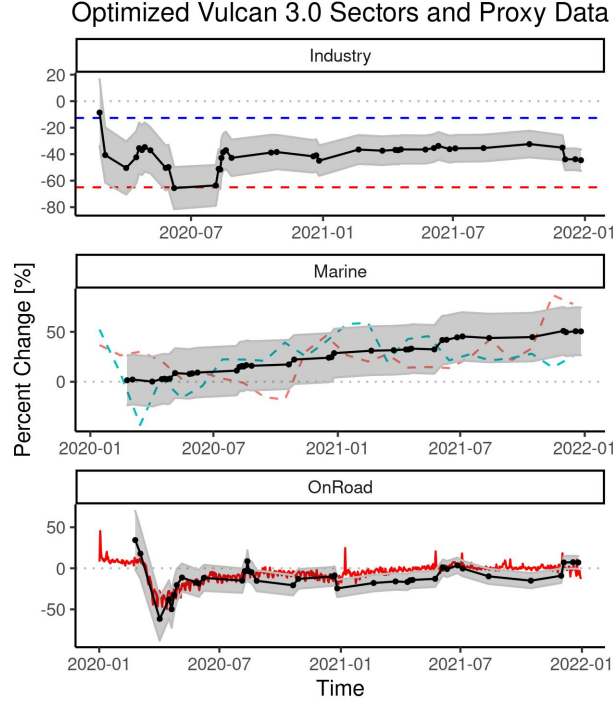 Optimized Vulcan 3.0 Sectors and Proxy Data
Industry
20
0
-20
-40
-60
-80
2020-07 2021-01 2021-07 2022-01
Marine
50
0
2020-01 2020-07 2021-01 2021-07 2022-01
Percent Change [%]
OnRoad
50
0
-50
2020-01 2020-07 2021-01 2021-07 2022-01
Time